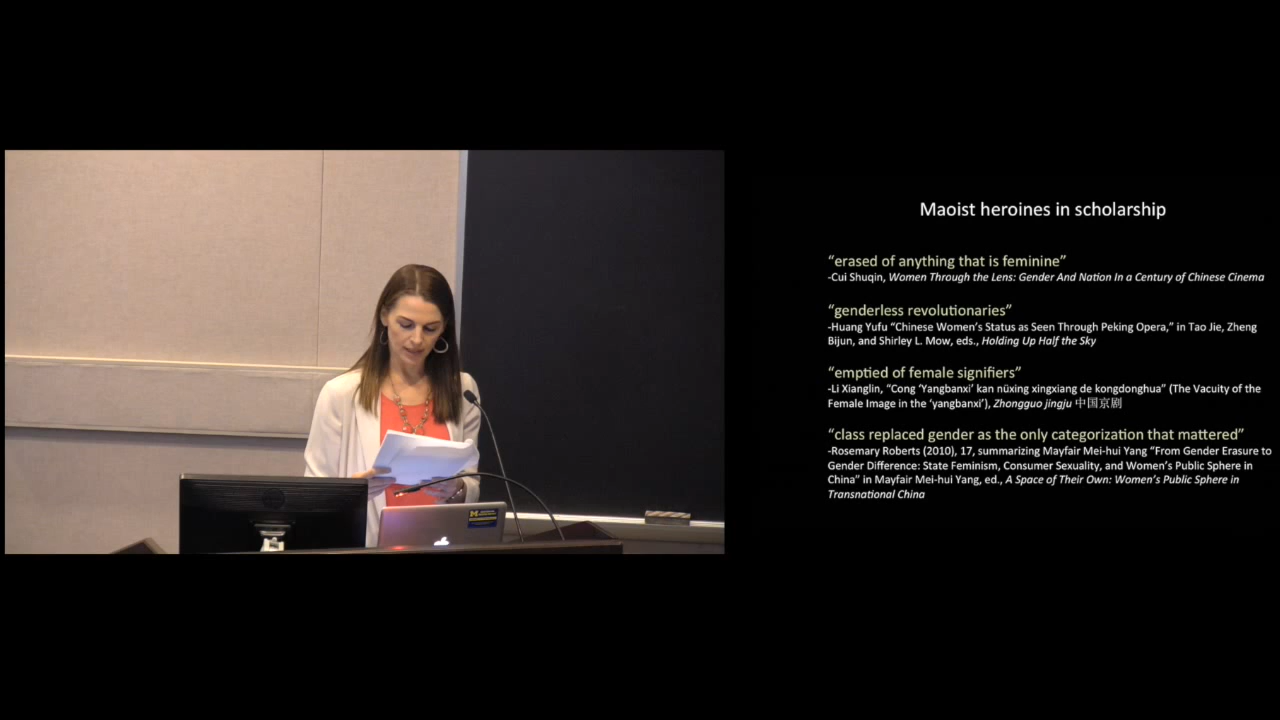 Maoist heroines in scholarship
“erased of anything that is feminine”
-Cui Shuqin, Women Through the Lens: Gender And Nation In a Century of Chinese Cinema
“genderless revolutionaries”
-Huang Yufu “Chinese Women’s Status as Seen Through Peking Opera,” in Tao Jie, Zheng
Bijun, and Shirley L. Mow, eds., Holding Up Half the Sky
“emptied of female signifiers”
-Li Xianglin, “Cong ‘Yangbanxi’ kan nüxing xingxiang de kongdonghua” (The Vacuity of the
Female Image in the ‘yangbanxi’), Zhongguo jingju 中国京剧
“class replaced gender as the only categorization that mattered”
-Rosemary Roberts (2010), 17, summarizing Mayfair Mei-hui Yang “From Gender Erasure to
Gender Difference: State Feminism, Consumer Sexuality, and Women’s Public Sphere in
China” in Mayfair Mei-hui Yang, ed., A Space of Their Own: Women’s Public Sphere in
Transnational China
M